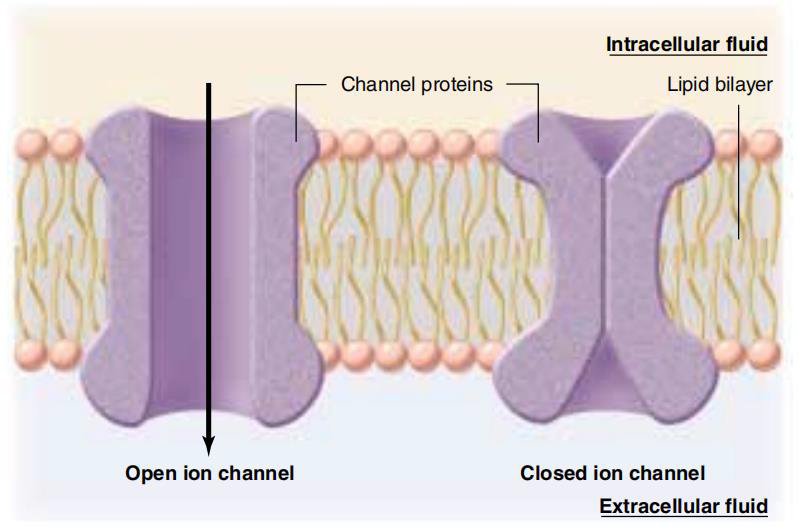 Intracellular fluid
Channel proteins
Lipid bilayer
Open ion channel
Closed ion channel
Extracellular fluid